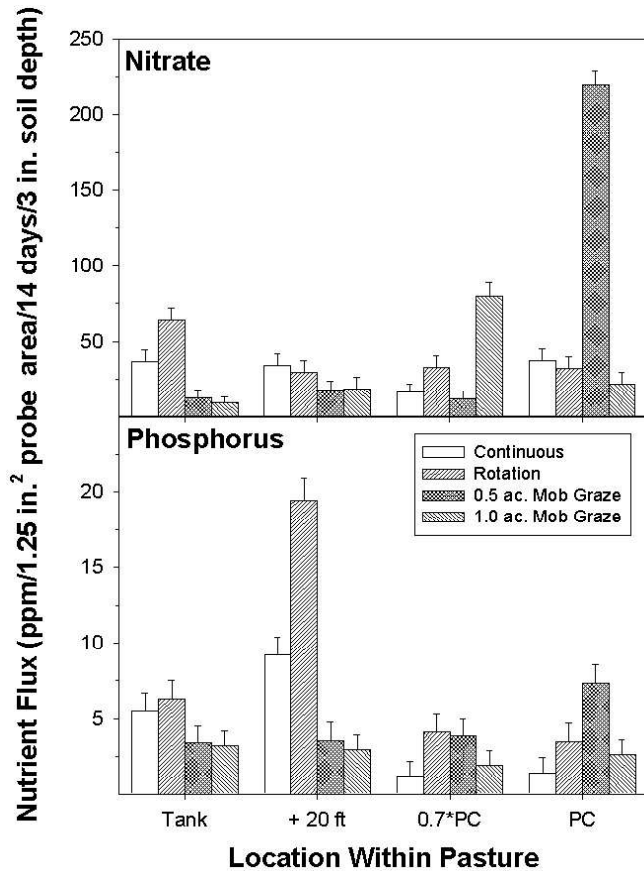 Nutrient Flux (ppm/1.25 in.² probe area/14 days/3 in. soil depth)
Nitrate
250
200
150
100
50
Phosphorus
20
15
10
5
Continuous
Rotation
0.5 ac. Mob Graze
1.0 ac. Mob Graze
Tank
+ 20 ft
0.7*PC
PC
Location Within Pasture